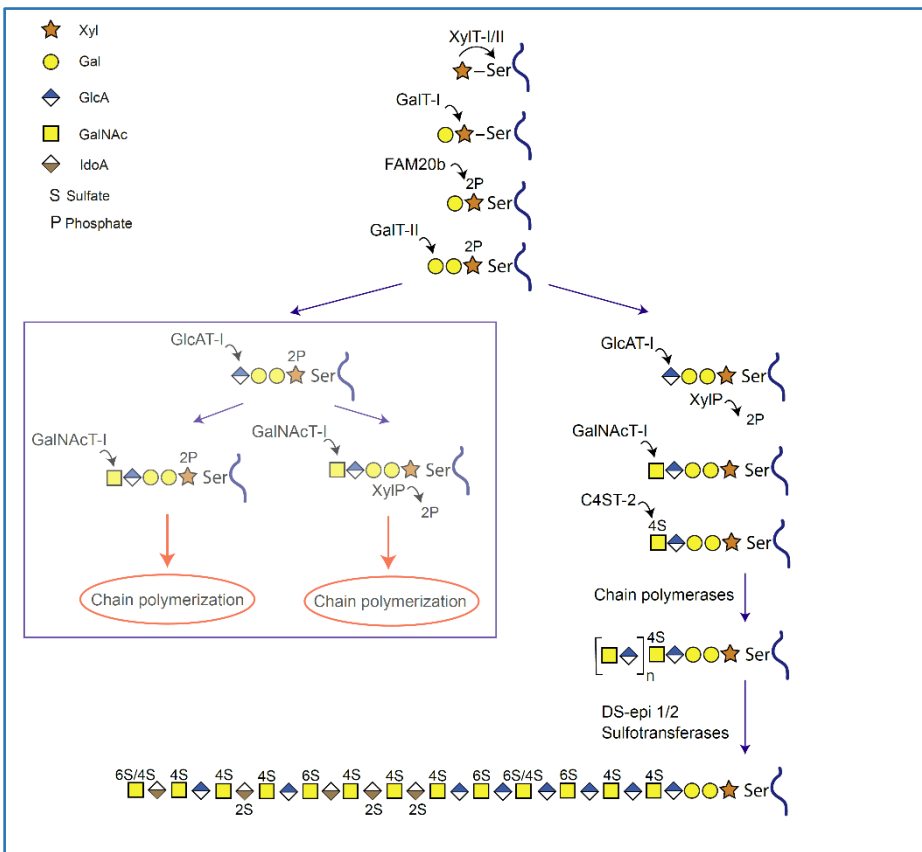 Xyl
Gal
GlcA
GalNAc
IdoA
S Sulfate
P Phosphate
XylT-I/II
Ser
GalT-I
Ser
FAM20b
2P
Ser
GalT-II
2P
Ser
GlcAT-I
2P
Ser
GalNAcT-I
2P
Ser
GalNAcT-I
Ser
XylP
2P
Chain polymerization
Chain polymerization
GlcAT-I
Ser
XylP
2P
GalNAcT-I
Ser
C4ST-2
4S
Ser
Chain polymerases
4S
Ser
n
DS-epi 1/2
Sulfotransferases
6S/4S 4S 4S 4S 6S 4S 4S 4S 6S 6S/4S 6S 4S 4S
Ser
2S 2S 2S